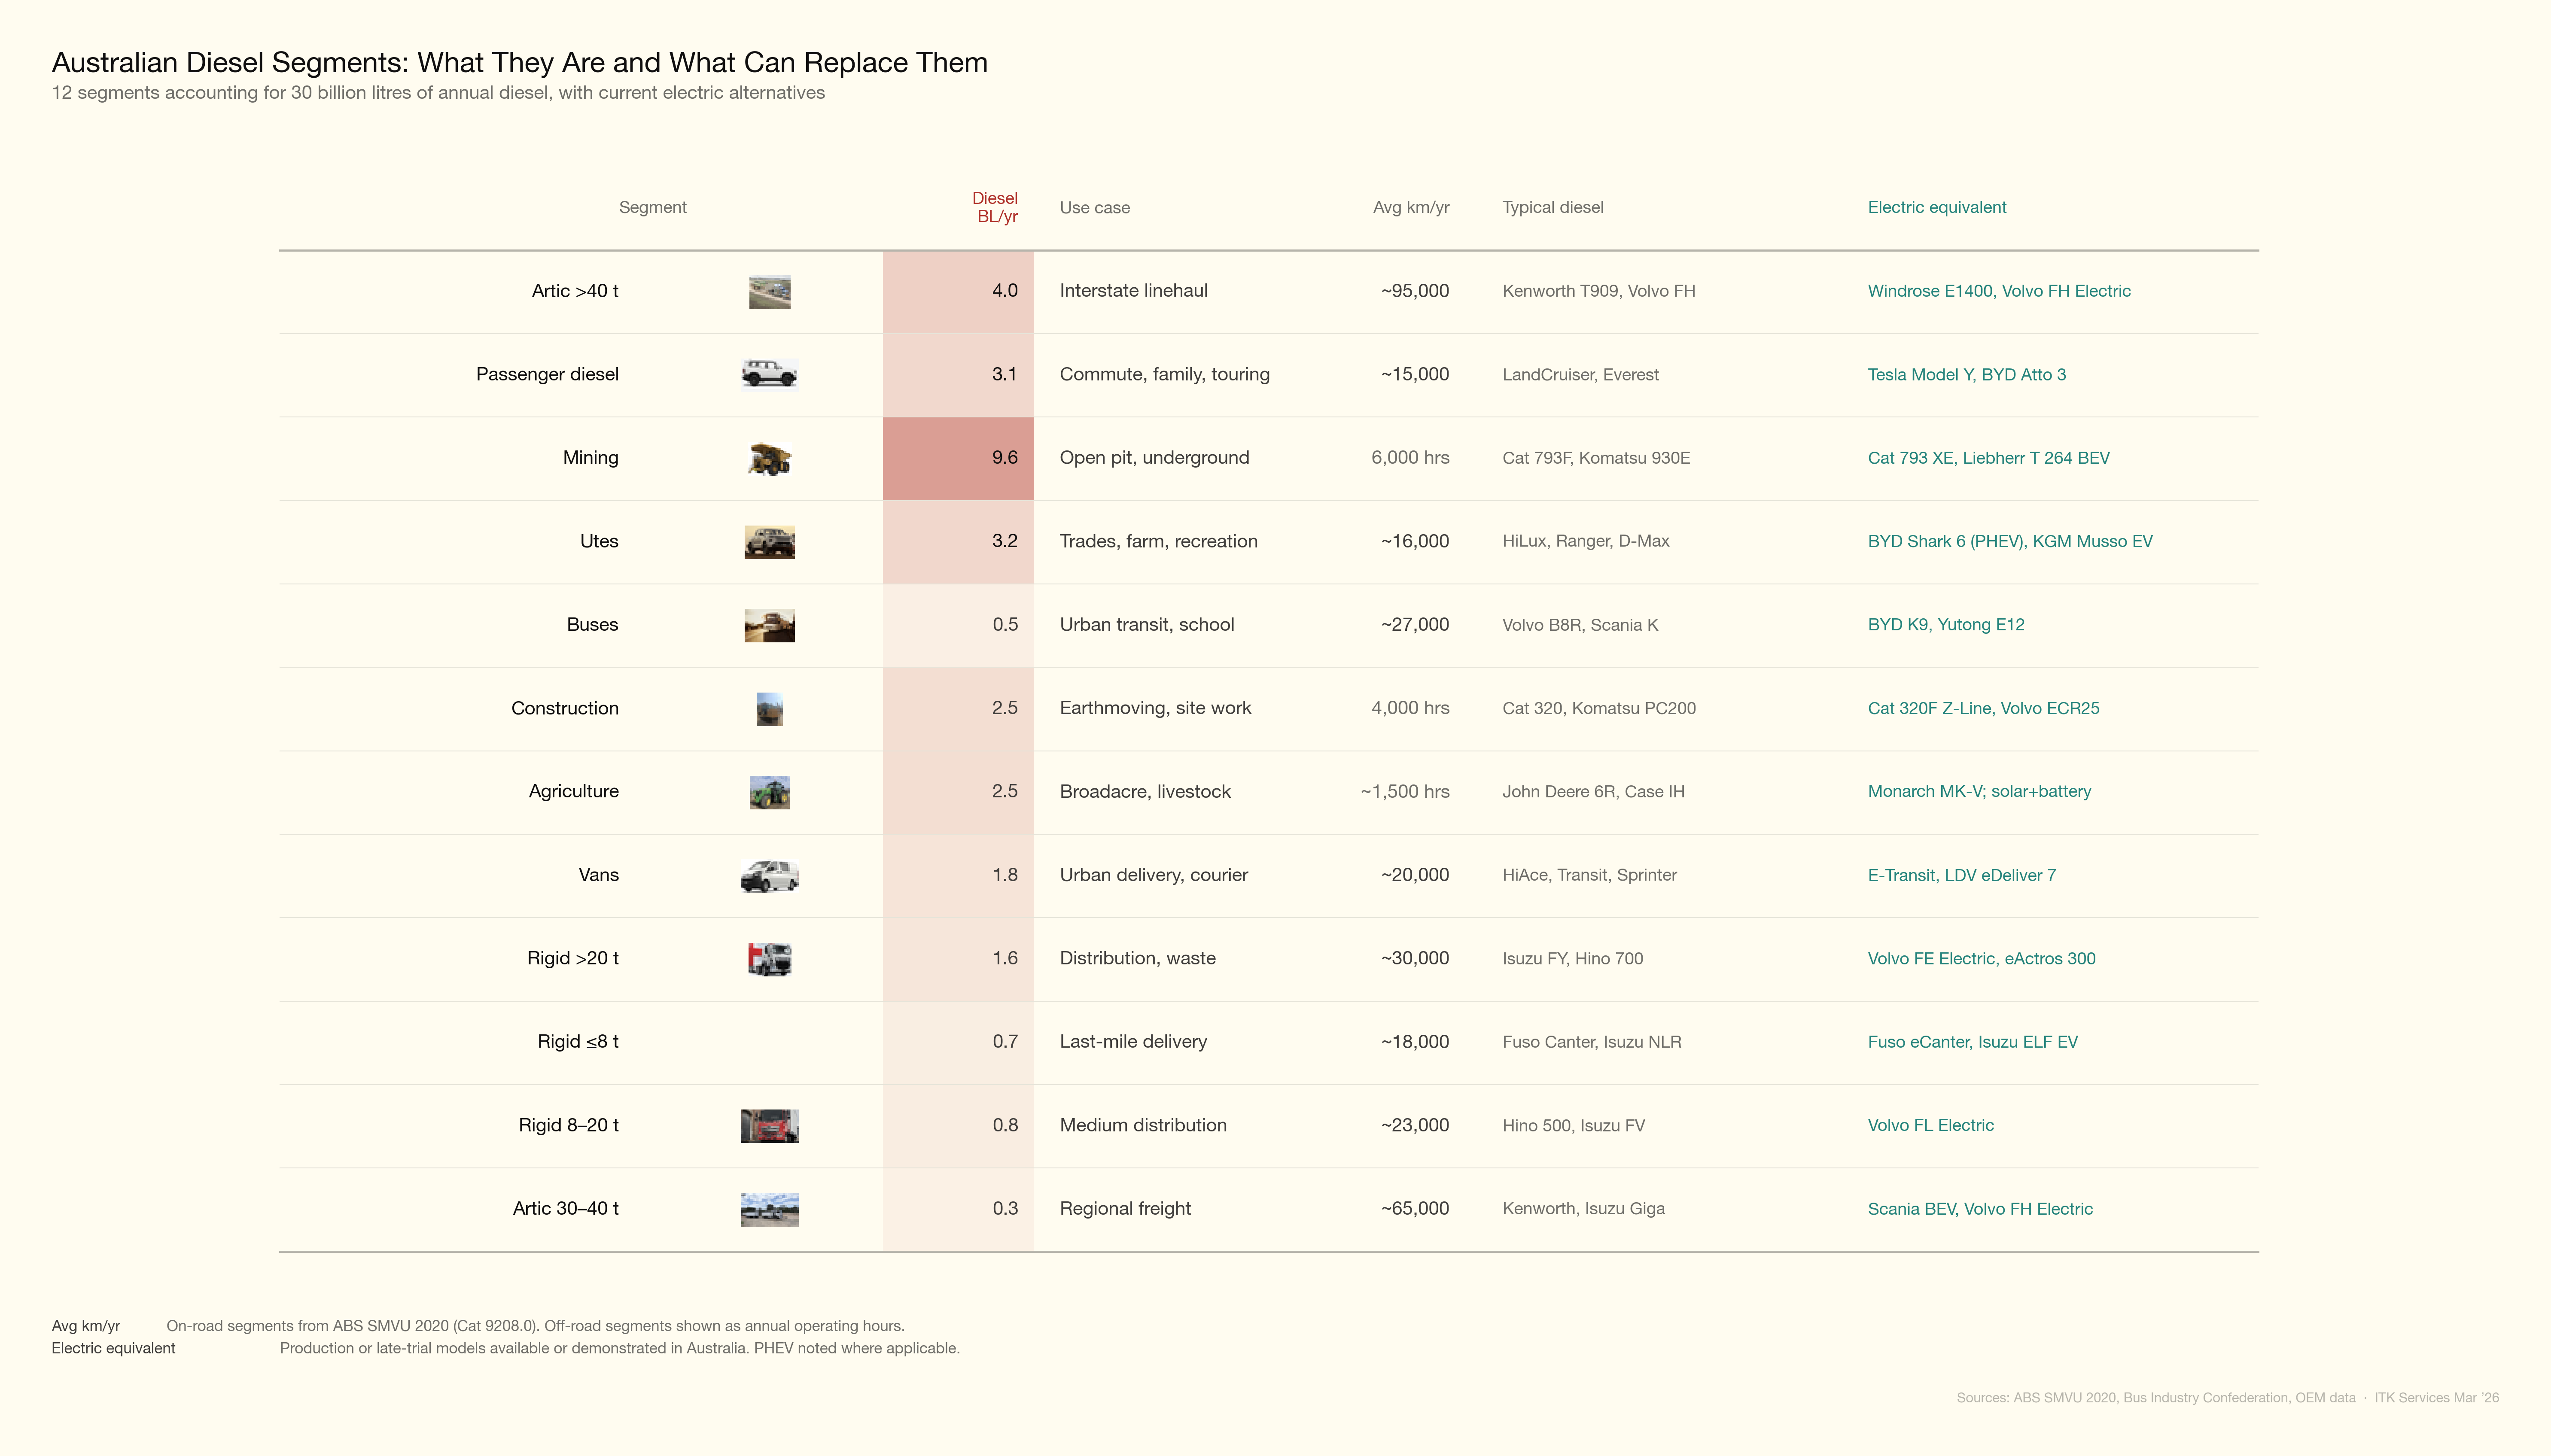 Australian Diesel Segments: What They Are and What Can Replace Them
12 segments accounting for 30 billion litres of annual diesel, with current electric alternatives
Segment Diesel BL/yr Use case Avg km/yr Typical diesel Electric equivalent
Artic >40 t 4.0 Interstate linehaul ~95,000 Kenworth T909, Volvo FH Windrose E1400, Volvo FH Electric
Passenger diesel 3.1 Commute, family, touring ~15,000 LandCruiser, Everest Tesla Model Y, BYD Atto 3
Mining 9.6 Open pit, underground 6,000 hrs Cat 793F, Komatsu 930E Cat 793 XE, Liebherr T 264 BEV
Utes 3.2 Trades, farm, recreation ~16,000 HiLux, Ranger, D-Max BYD Shark 6 (PHEV), KGM Musso EV
Buses 0.5 Urban transit, school ~27,000 Volvo B8R, Scania K BYD K9, Yutong E12
Construction 2.5 Earthmoving, site work 4,000 hrs Cat 320, Komatsu PC200 Cat 320F Z-Line, Volvo ECR25
Agriculture 2.5 Broadacre, livestock ~1,500 hrs John Deere 6R, Case IH Monarch MK-V; solar+battery
Vans 1.8 Urban delivery, courier ~20,000 HiAce, Transit, Sprinter E-Transit, LDV eDeliver 7
Rigid >20 t 1.6 Distribution, waste ~30,000 Isuzu FY, Hino 700 Volvo FE Electric, eActros 300
Rigid ≤8 t 0.7 Last-mile delivery ~18,000 Fuso Canter, Isuzu NLR Fuso eCanter, Isuzu ELF EV
Rigid 8–20 t 0.8 Medium distribution ~23,000 Hino 500, Isuzu FV Volvo FL Electric
Artic 30–40 t 0.3 Regional freight ~65,000 Kenworth, Isuzu Giga Scania BEV, Volvo FH Electric
Avg km/yr On-road segments from ABS SMVU 2020 (Cat 9208.0). Off-road segments shown as annual operating hours.
Electric equivalent Production or late-trial models available or demonstrated in Australia. PHEV noted where applicable.
Sources: ABS SMVU 2020, Bus Industry Confederation, OEM data · ITK Services Mar ’26